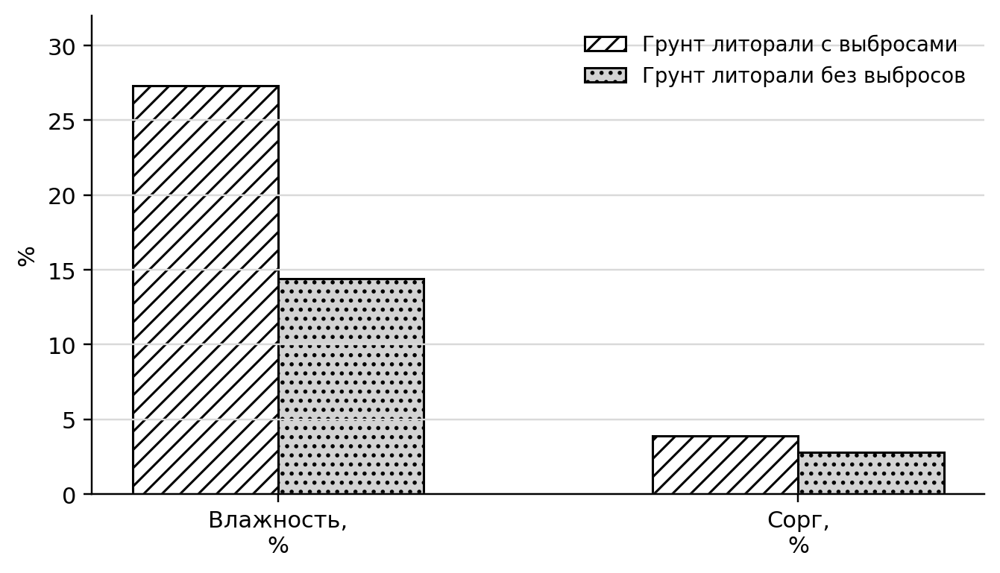 30
25
20
15
10
5
0
%
Грунт литорали с выбросами
Грунт литорали без выбросов
Влажность,
%
Сорг,
%